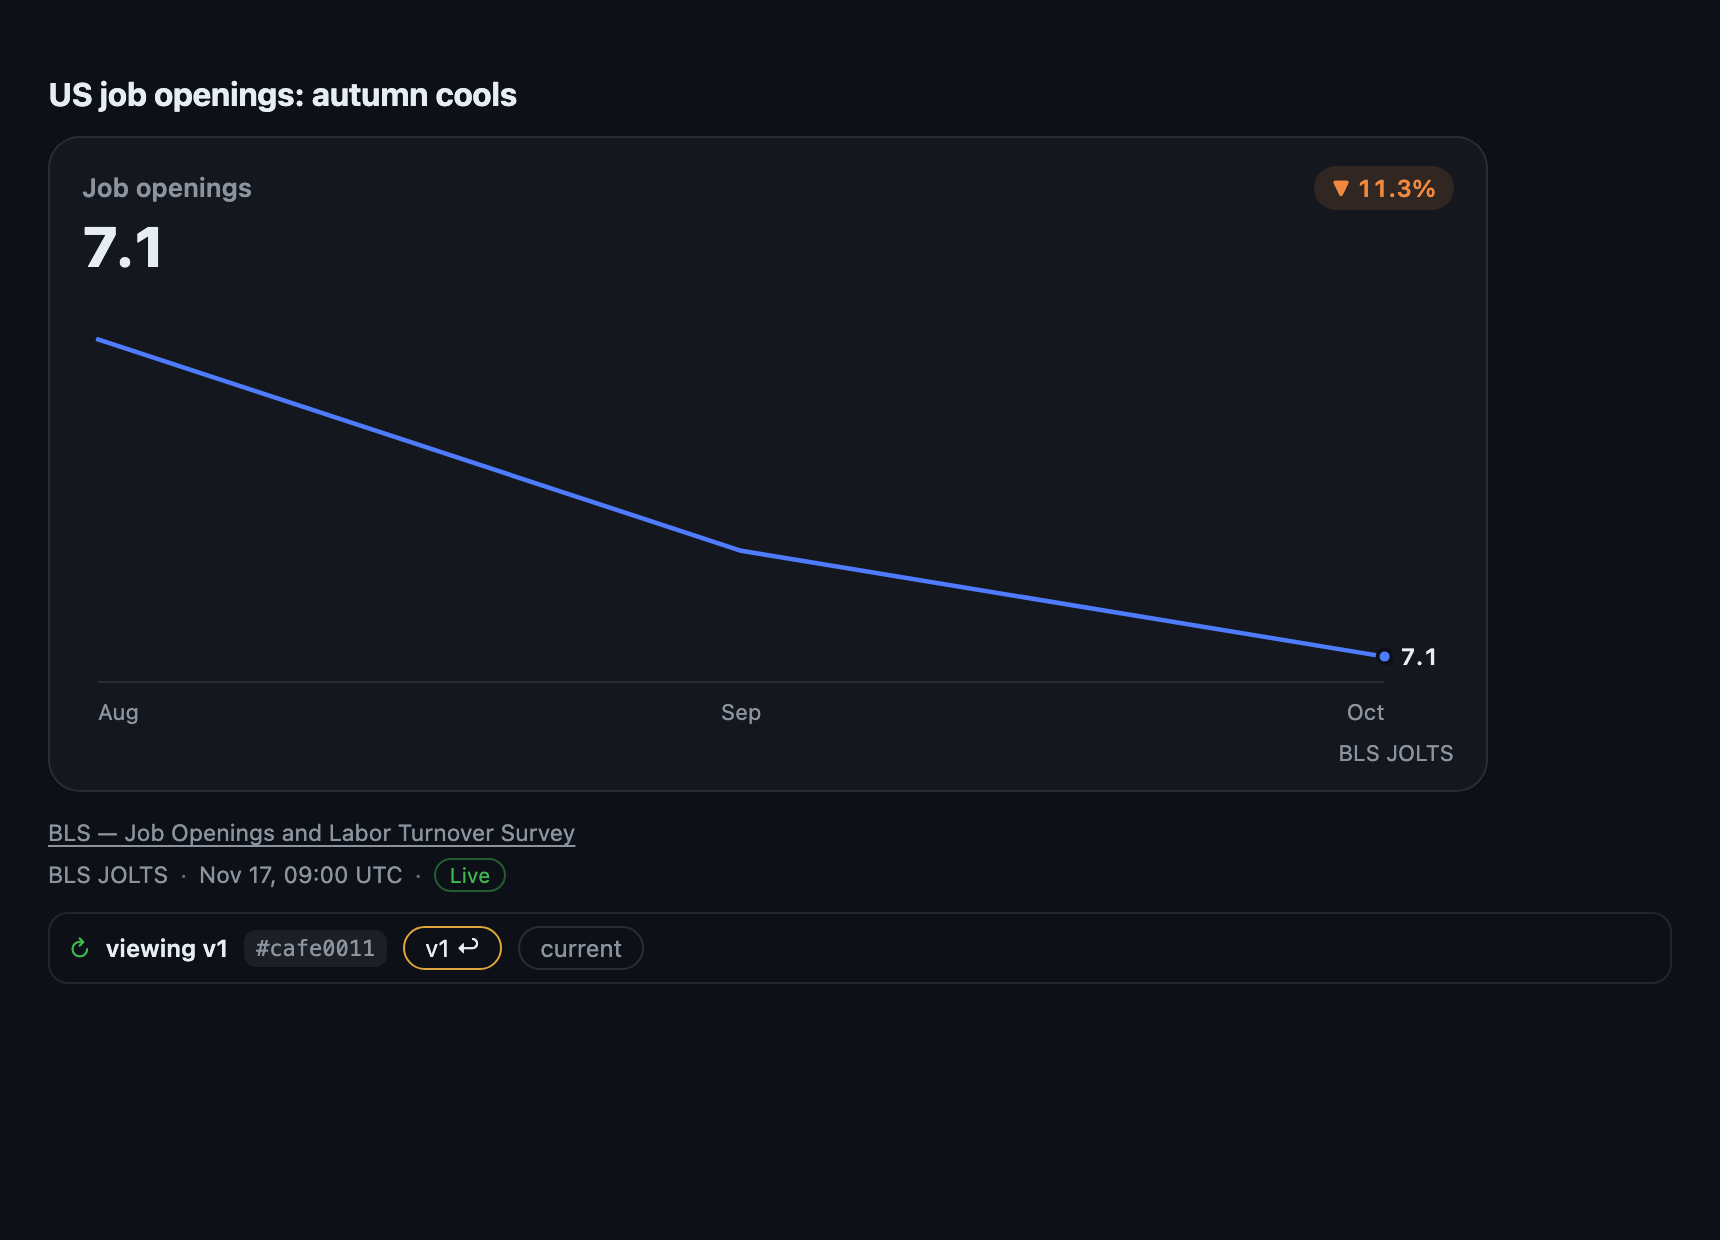 US job openings: autumn cools
Job openings
▼ 11.3%
7.1
7.1
Aug Sep Oct
BLS JOLTS
BLS — Job Openings and Labor Turnover Survey
BLS JOLTS · Nov 17, 09:00 UTC · Live
↻ viewing v1 #cafe0011 v1 ↩ current